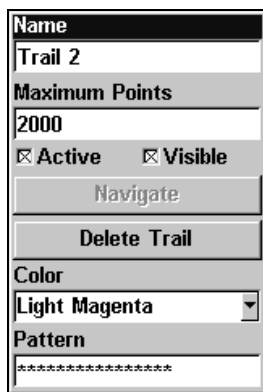 Name
Trail 2
Maximum Points
2000
Active Visible
Navigate
Delete Trail
Color
Light Magenta
Pattern
****************